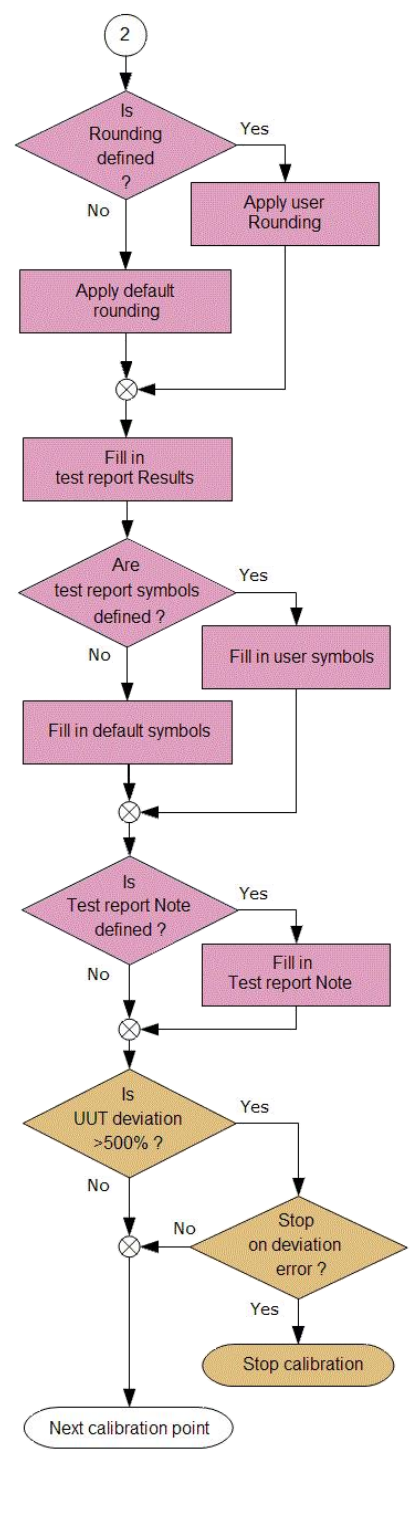 2
Is
Rounding
defined
?
Yes
No
Apply user
Rounding
Apply default
rounding
Fill in
test report Results
Are
test report symbols
defined ?
Yes
No
Fill in user symbols
Fill in default symbols
Is
Test report Note
defined ?
Yes
No
Fill in
Test report Note
Is
UUT deviation
>500% ?
Yes
No
Stop
on deviation
error ?
No
Yes
Stop calibration
Next calibration point